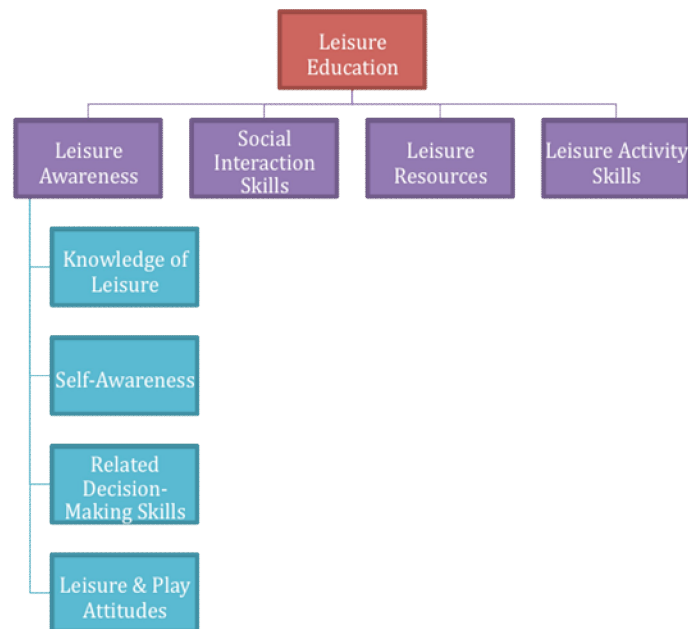 Leisure
Education
Leisure
Awareness
Social
Interaction
Skills
Leisure
Resources
Leisure Activity
Skills
Knowledge of
Leisure
Self-Awareness
Related
Decision-
Making Skills
Leisure & Play
Attitudes